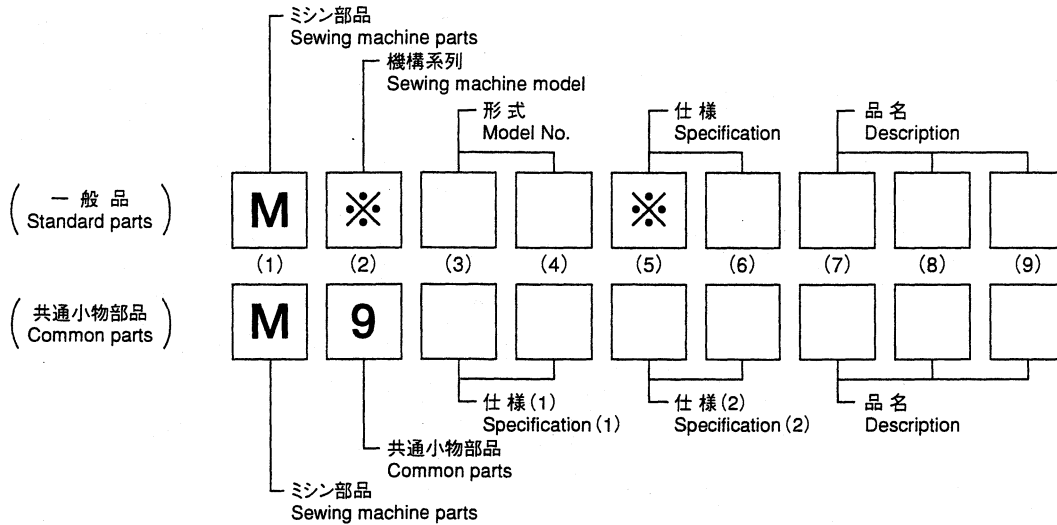 ミシン部品
Sewing machine parts
機構系列
Sewing machine model
形式
Model No.
仕様
Specification
品名
Description
(一般品
Standard parts)
M ※ ※
(1) (2) (3) (4) (5) (6) (7) (8) (9)
(共通小物部品
Common parts)
M 9
仕様(1)
Specification(1)
仕様(2)
Specification(2)
品名
Description
共通小物部品
Common parts
ミシン部品
Sewing machine parts